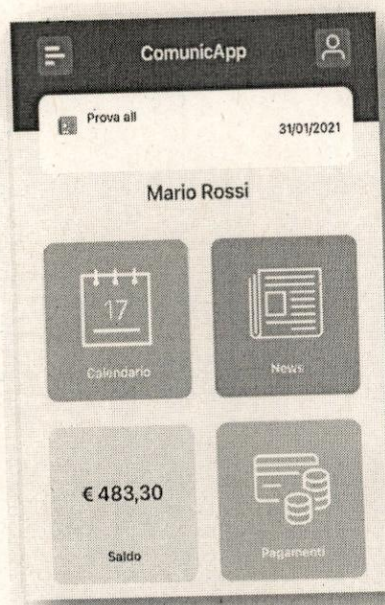 ComunicApp
Prova all
31/01/2021
Mario Rossi
17
Calendario
News
€ 483,30
Saldo
Pagamenti